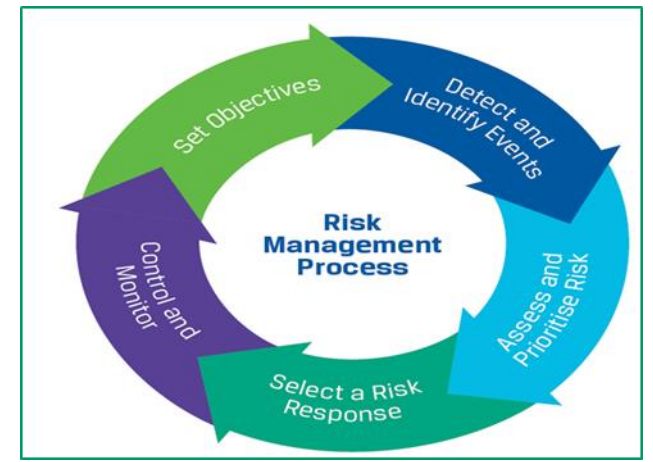 Risk
Management
Process
Set Objectives
Detect and
Identify Events
Assess and
Prioritise Risk
Select a Risk
Response
Control and
Monitor